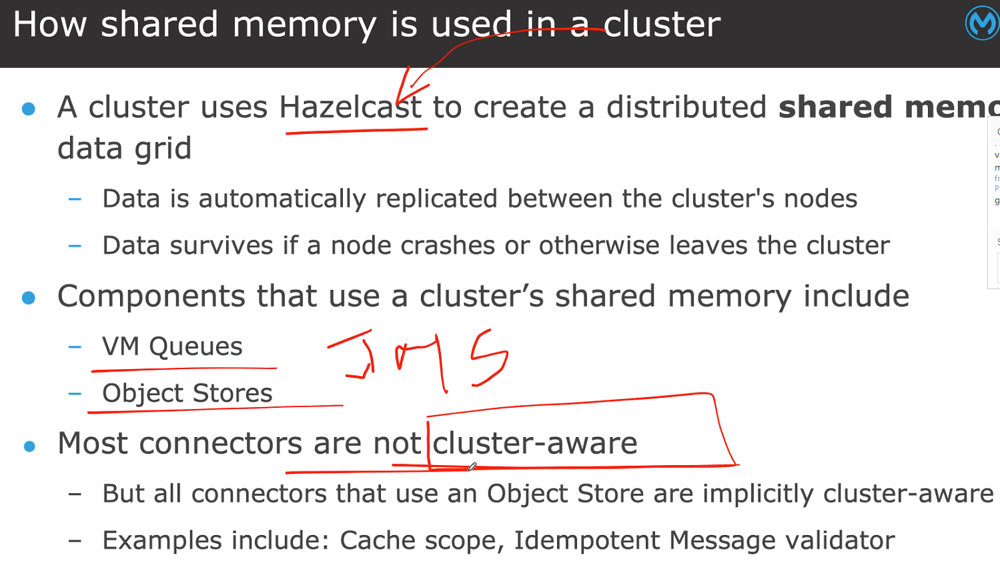 How shared memory is used in a cluster
• A cluster uses Hazelcast to create a distributed shared memo
data grid
– Data is automatically replicated between the cluster's nodes
– Data survives if a node crashes or otherwise leaves the cluster
• Components that use a cluster’s shared memory include
– VM Queues
JMS
– Object Stores
• Most connectors are not cluster-aware
– But all connectors that use an Object Store are implicitly cluster-aware
– Examples include: Cache scope, Idempotent Message validator